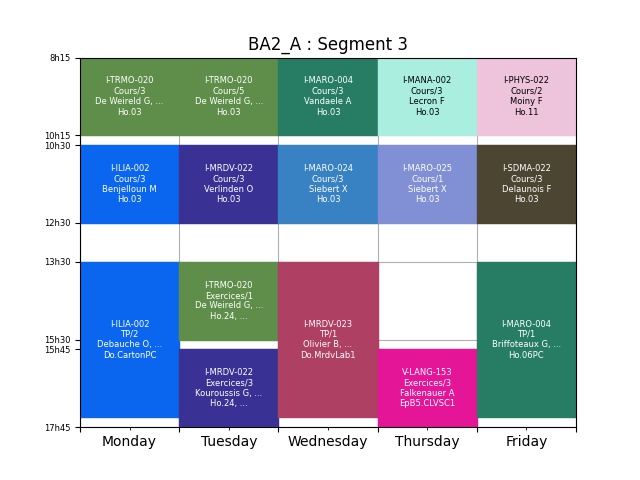 BA2_A : Segment 3
8h15
10h15
10h30
12h30
13h30
15h30
15h45
17h45
I-TRMO-020
Cours/3
De Weireld G, ...
Ho.03
I-ILIA-002
Cours/3
Benjelloun M
Ho.03
I-ILIA-002
TP/2
Debauche O, ...
Do.CartonPC
I-TRMO-020
Cours/5
De Weireld G, ...
Ho.03
I-MRDV-022
Cours/3
Verlinden O
Ho.03
I-TRMO-020
Exercices/1
De Weireld G, ...
Ho.24, ...
I-MRDV-022
Exercices/3
Kouroussis G, ...
Ho.24, ...
I-MARO-004
Cours/3
Vandaele A
Ho.03
I-MARO-024
Cours/3
Siebert X
Ho.03
I-MRDV-023
TP/1
Olivier B, ...
Do.MrdvLab1
I-MANA-002
Cours/3
Lecron F
Ho.03
I-MARO-025
Cours/1
Siebert X
Ho.03
V-LANG-153
Exercices/3
Falkenauer A
EpB5.CLVSC1
I-PHYS-022
Cours/2
Moiny F
Ho.11
I-SDMA-022
Cours/3
Delaunois F
Ho.03
I-MARO-004
TP/1
Briffoteaux G, ...
Ho.06PC
Monday
Tuesday
Wednesday
Thursday
Friday